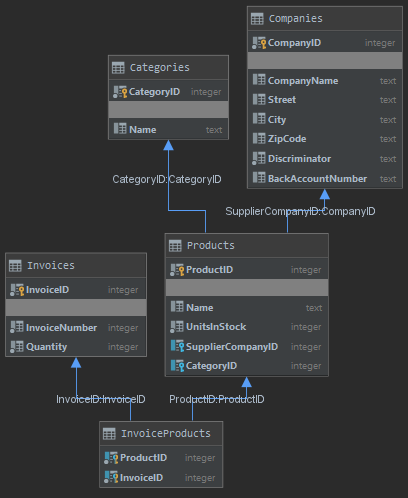 Companies
CompanyID integer
CompanyName text
Street text
City text
ZipCode text
Discriminator text
BackAccountNumber text
Categories
CategoryID integer
Name text
CategoryID:CategoryID
SupplierCompanyID:CompanyID
Products
ProductID integer
Name text
UnitsInStock integer
SupplierCompanyID integer
CategoryID integer
Invoices
InvoiceID integer
InvoiceNumber integer
Quantity integer
InvoiceID:InvoiceID
ProductID:ProductID
InvoiceProducts
ProductID integer
InvoiceID integer